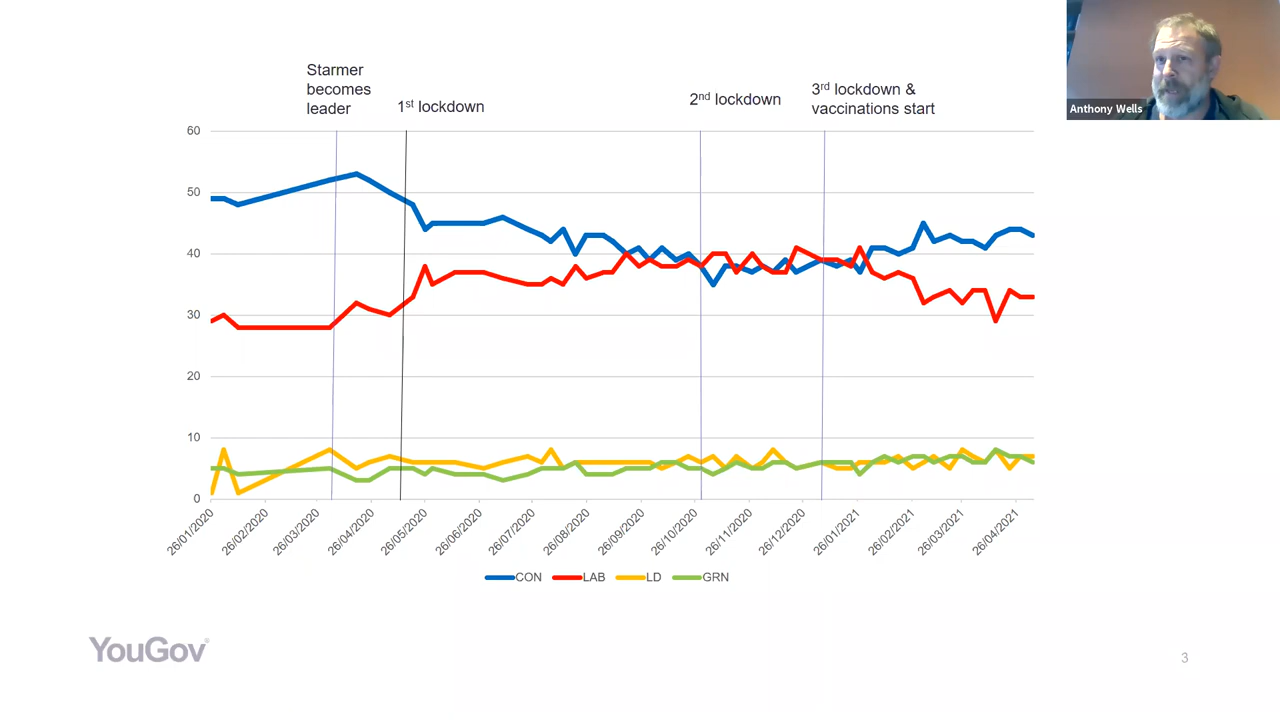 Starmer
becomes
leader
1st lockdown
2nd lockdown
3rd lockdown &
vaccinations start
Anthony Wells
60
50
40
30
20
10
0
26/01/2020
26/02/2020
26/03/2020
26/04/2020
26/05/2020
26/06/2020
26/07/2020
26/08/2020
26/09/2020
26/10/2020
26/11/2020
26/12/2020
26/01/2021
26/02/2021
26/03/2021
26/04/2021
CON LAB LD GRN
YouGov®
3